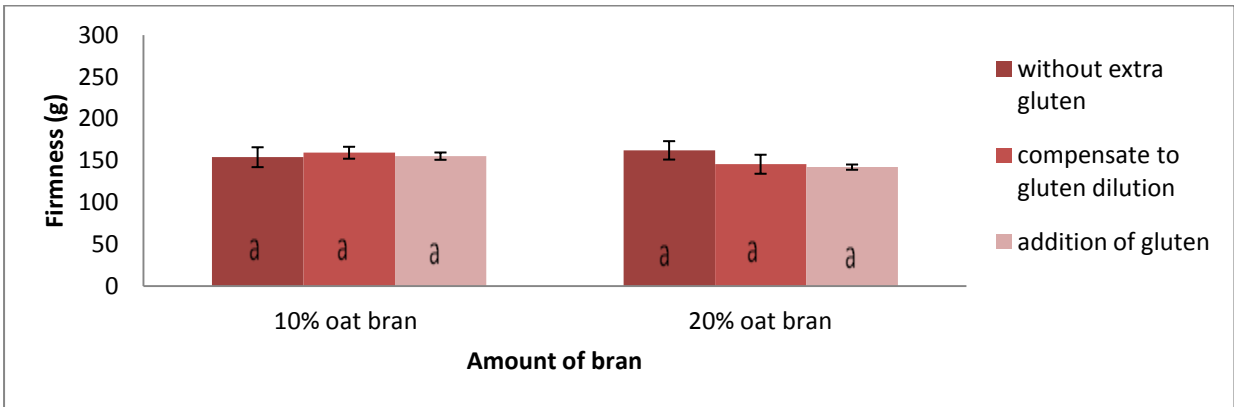 300
250
200
150
100
50
0
Firmness (g)
a a a a a a
10% oat bran 20% oat bran
Amount of bran
without extra
gluten
compensate to
gluten dilution
addition of gluten